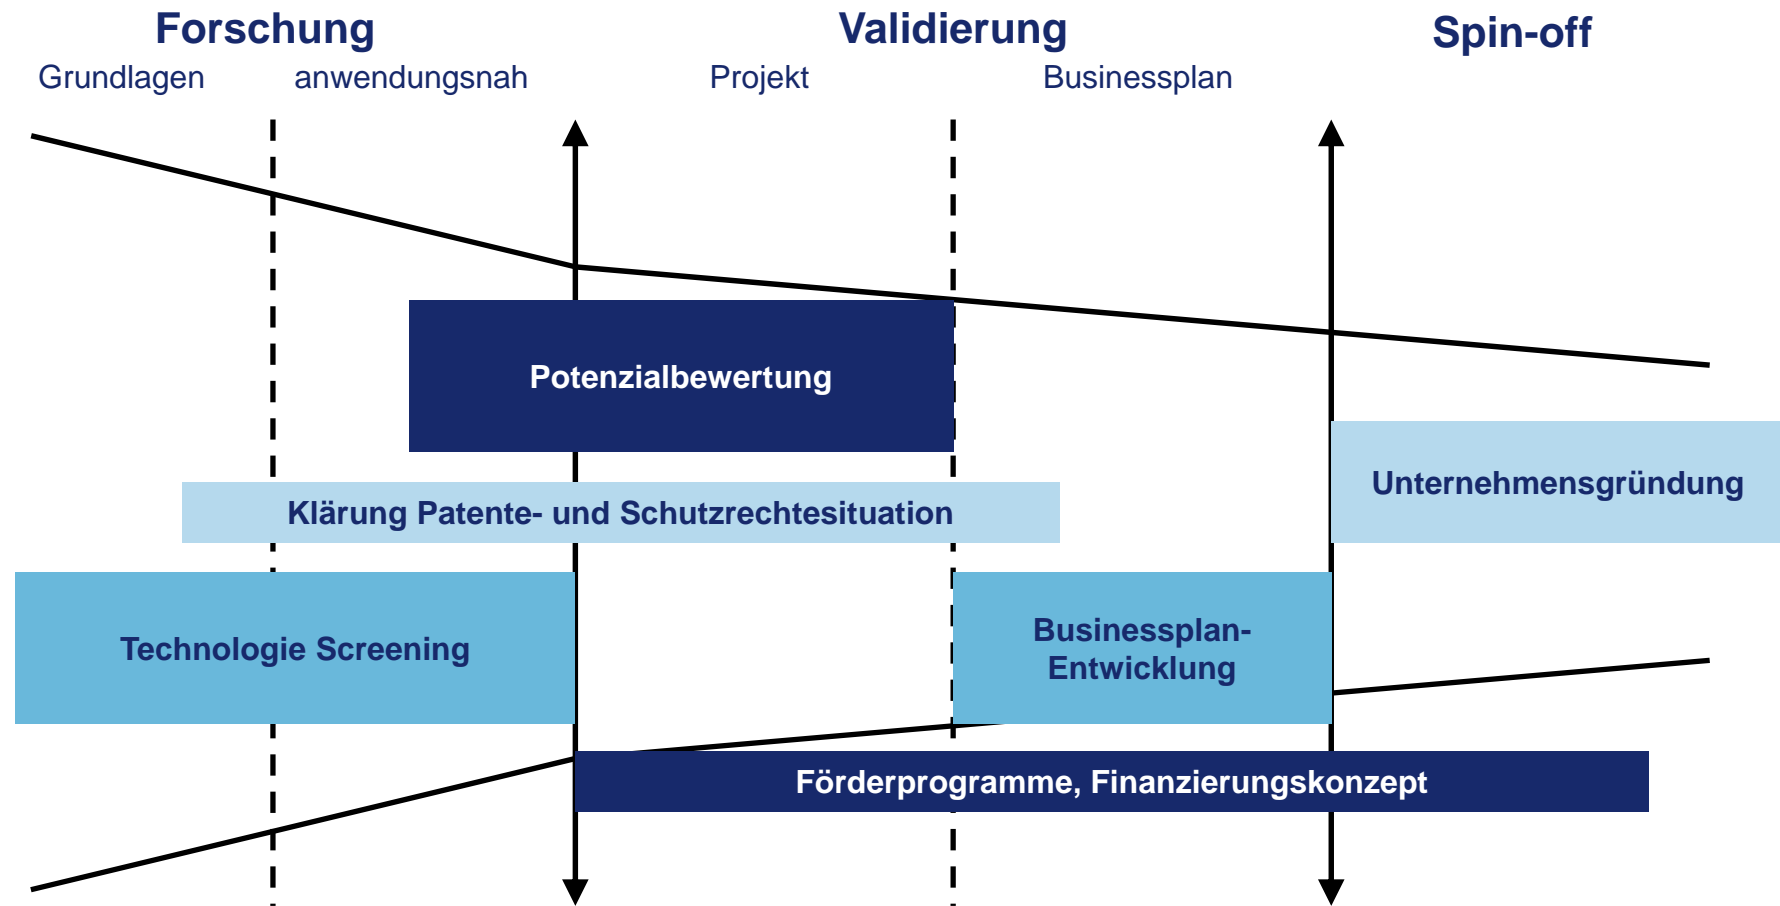 Forschung
Validierung
Spin-off
Grundlagen
anwendungsnah
Projekt
Businessplan
Potenzialbewertung
Unternehmensgründung
Klärung Patente- und Schutzrechtesituation
Technologie Screening
Businessplan-
Entwicklung
Förderprogramme, Finanzierungskonzept